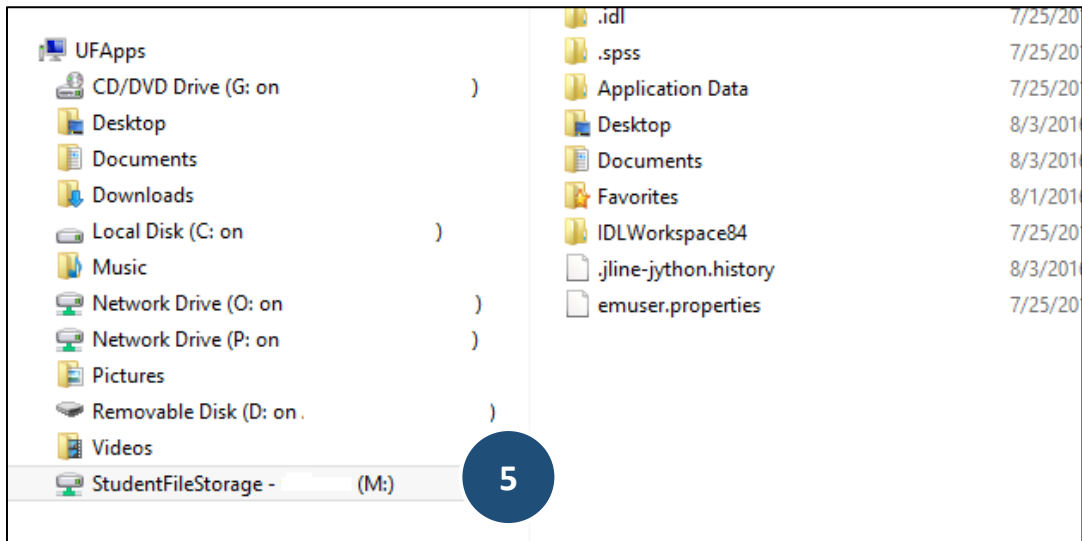 UFApps
CD/DVD Drive (G: on )
Desktop
Documents
Downloads
Local Disk (C: on )
Music
Network Drive (O: on )
Network Drive (P: on )
Pictures
Removable Disk (D: on . )
Videos
StudentFileStorage - (M:)
5
.idl 7/25/20
.spss 7/25/20
Application Data 7/25/20
Desktop 8/3/201
Documents 8/3/201
Favorites 8/1/201
IDLWorkspace84 7/25/20
.jline-jython.history 8/3/201
emuser.properties 7/25/20